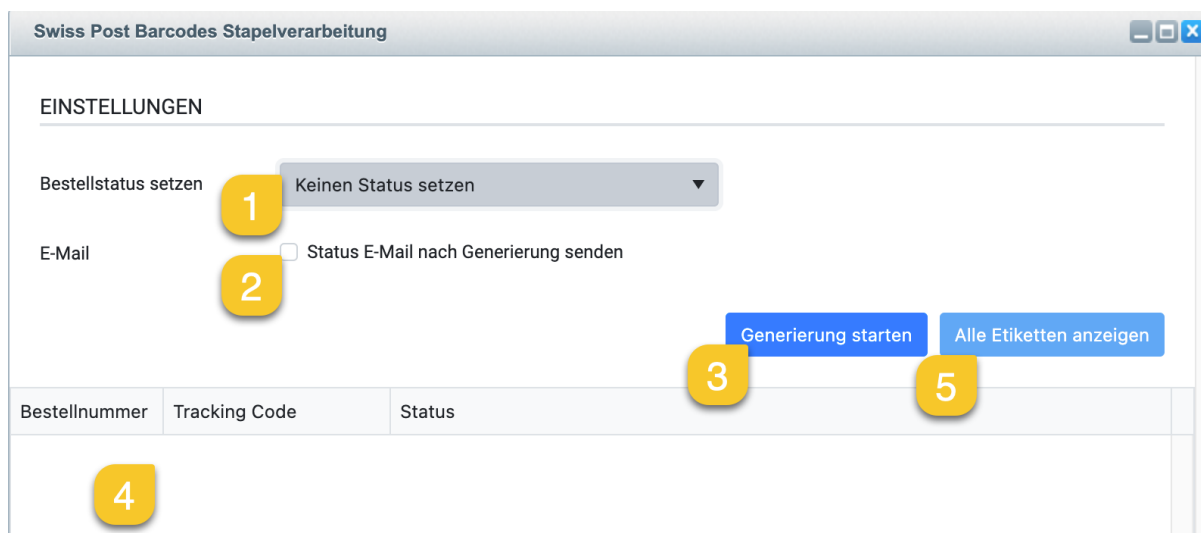 Swiss Post Barcodes Stapelverarbeitung
EINSTELLUNGEN
Bestellstatus setzen
1
Keinen Status setzen
E-Mail
2
Status E-Mail nach Generierung senden
Generierung starten
Alle Etiketten anzeigen
3
5
Bestellnummer
Tracking Code
Status
4